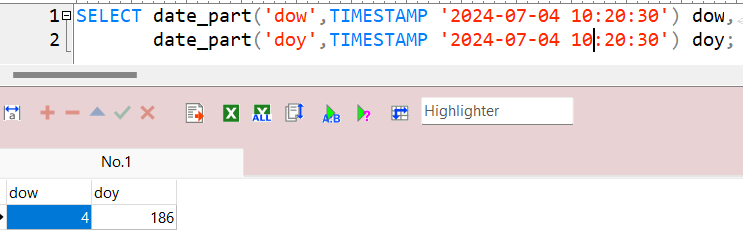 1 SELECT date_part('dow',TIMESTAMP '2024-07-04 10:20:30') dow,
2 date_part('doy',TIMESTAMP '2024-07-04 10:20:30') doy;
a
ALL
A:B
?
Highlighter
No.1
dow doy
4 186